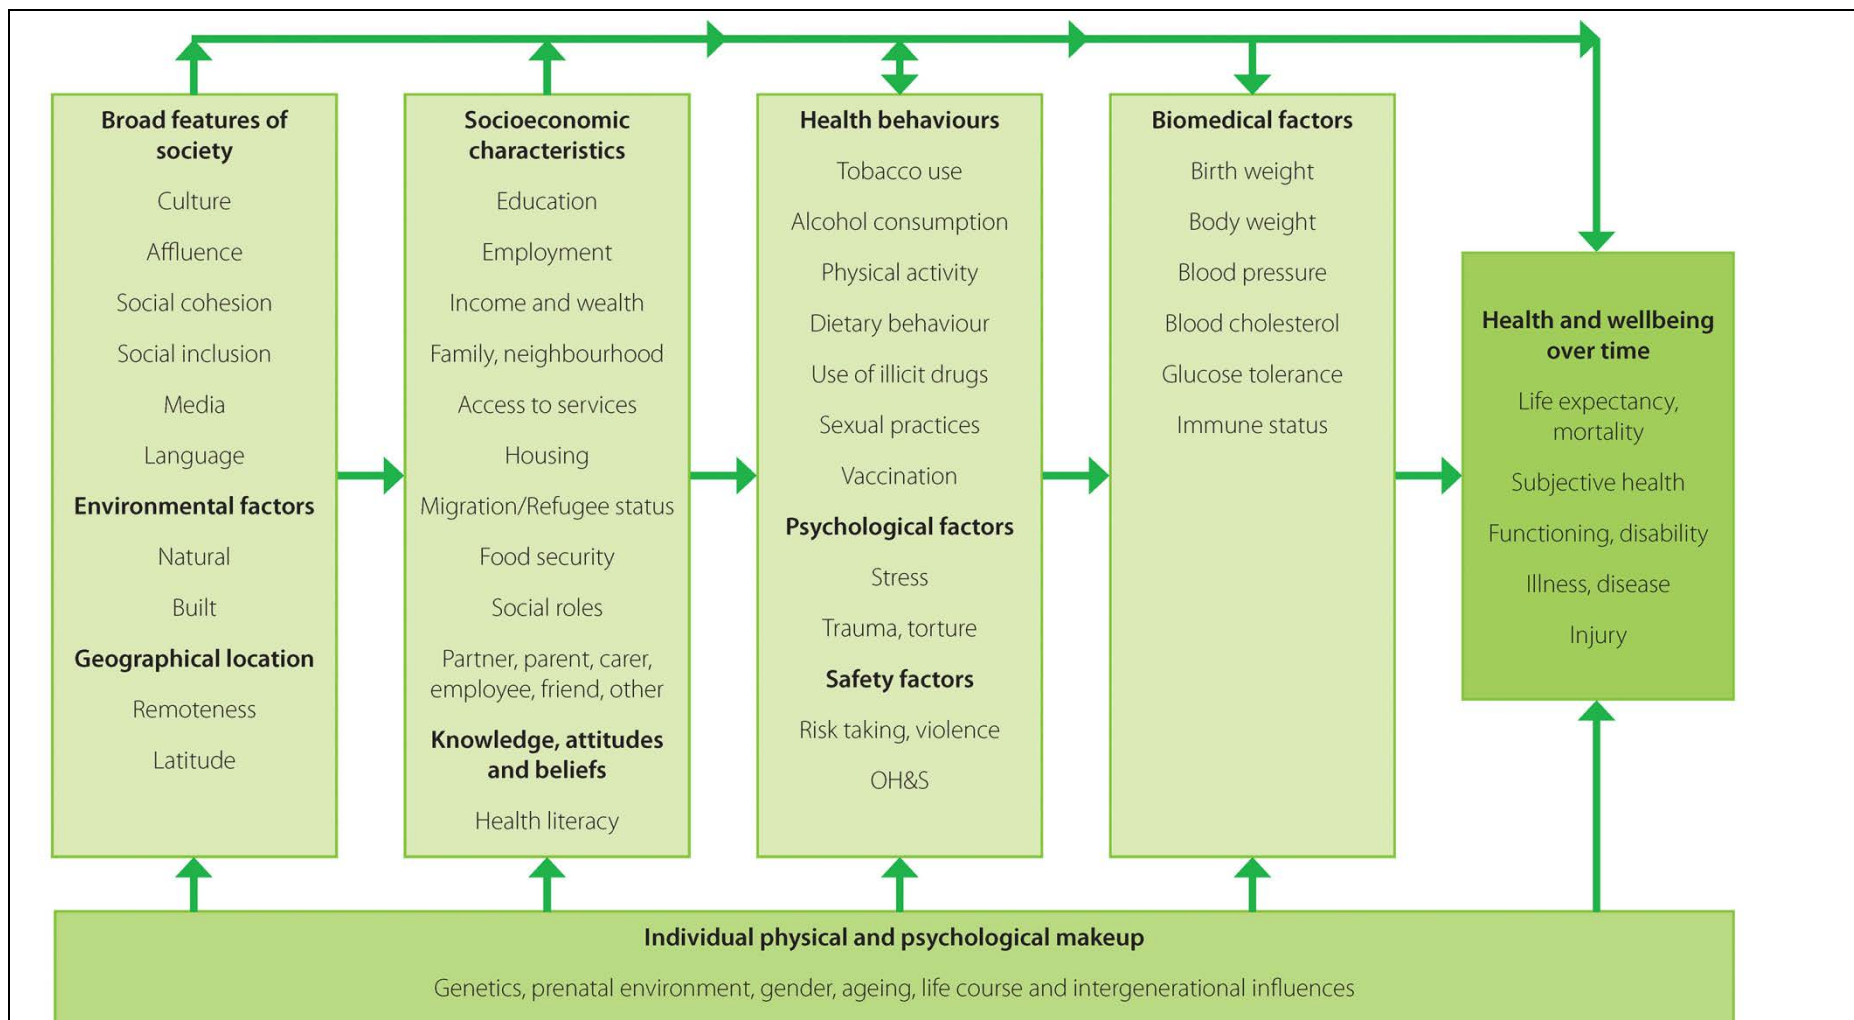 Broad features of
society
Culture
Affluence
Social cohesion
Social inclusion
Media
Language
Environmental factors
Natural
Built
Geographical location
Remoteness
Latitude
Socioeconomic
characteristics
Education
Employment
Income and wealth
Family, neighbourhood
Access to services
Housing
Migration/Refugee status
Food security
Social roles
Partner, parent, carer,
employee, friend, other
Knowledge, attitudes
and beliefs
Health literacy
Health behaviours
Tobacco use
Alcohol consumption
Physical activity
Dietary behaviour
Use of illicit drugs
Sexual practices
Vaccination
Psychological factors
Stress
Trauma, torture
Safety factors
Risk taking, violence
OH&S
Biomedical factors
Birth weight
Body weight
Blood pressure
Blood cholesterol
Glucose tolerance
Immune status
Health and wellbeing
over time
Life expectancy,
mortality
Subjective health
Functioning, disability
Illness, disease
Injury
Individual physical and psychological makeup
Genetics, prenatal environment, gender, ageing, life course and intergenerational influences